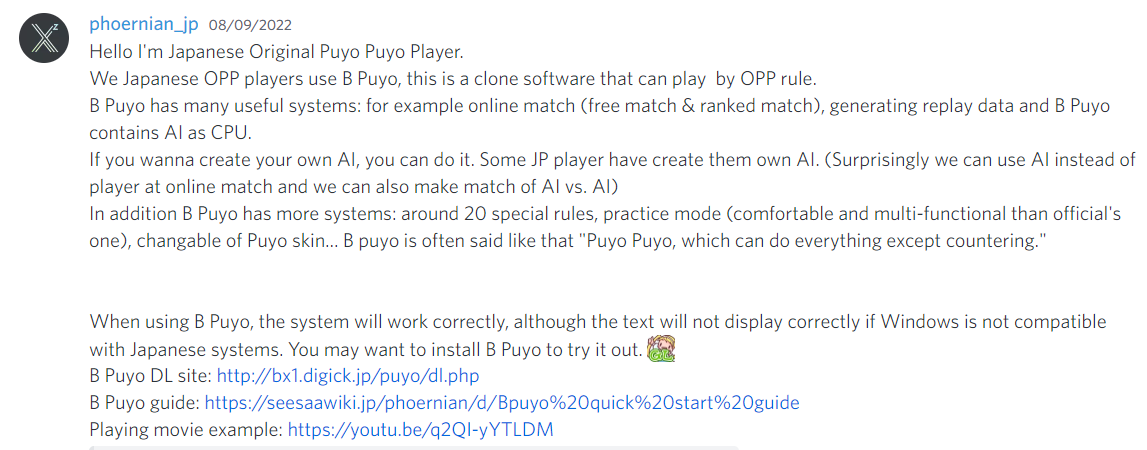 phoernian_jp 08/09/2022
Hello I'm Japanese Original Puyo Puyo Player.
We Japanese OPP players use B Puyo, this is a clone software that can play by OPP rule.
B Puyo has many useful systems: for example online match (free match & ranked match), generating replay data and B Puyo
contains AI as CPU.
If you wanna create your own AI, you can do it. Some JP player have create them own AI. (Surprisingly we can use AI instead of
player at online match and we can also make match of AI vs. AI)
In addition B Puyo has more systems: around 20 special rules, practice mode (comfortable and multi-functional than official's
one), changable of Puyo skin... B puyo is often said like that "Puyo Puyo, which can do everything except countering."
When using B Puyo, the system will work correctly, although the text will not display correctly if Windows is not compatible
with Japanese systems. You may want to install B Puyo to try it out.
B Puyo DL site: http://bx1.digick.jp/puyo/dl.php
B Puyo guide: https://seesaawiki.jp/phoernian/d/Bpuyo%20quick%20start%20guide
Playing movie example: https://youtu.be/q2QI-yYTLDM